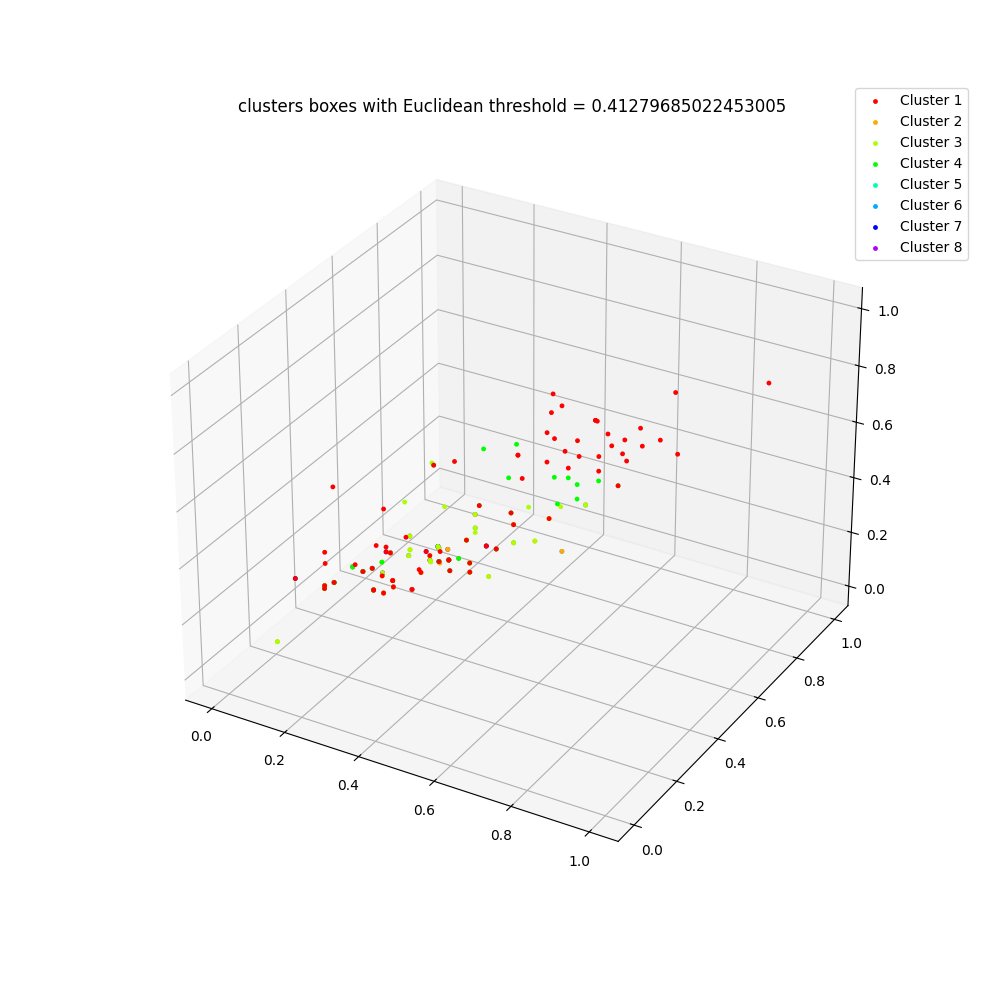 clusters boxes with Euclidean threshold = 0.41279685022453005
Cluster 1
Cluster 2
Cluster 3
Cluster 4
Cluster 5
Cluster 6
Cluster 7
Cluster 8
1.0
0.8
0.6
0.4
0.2
0.0
1.0
0.8
0.6
0.4
0.2
0.0
0.0
0.2
0.4
0.6
0.8
1.0